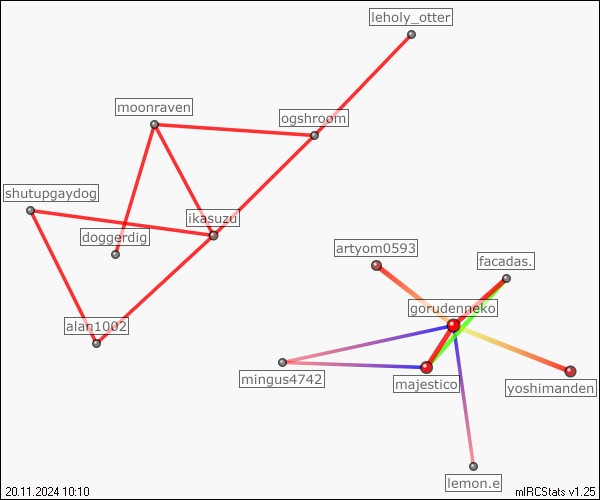 leholy_otter
moonraven
ogshroom
shutupgaydog
ikasuzu
doggerdig
artyom0593
facadas.
gorudenneko
alan1002
mingus4742
majestico
yoshimanden
lemon.e
20.11.2024 10:10
mIRCStats v1.25